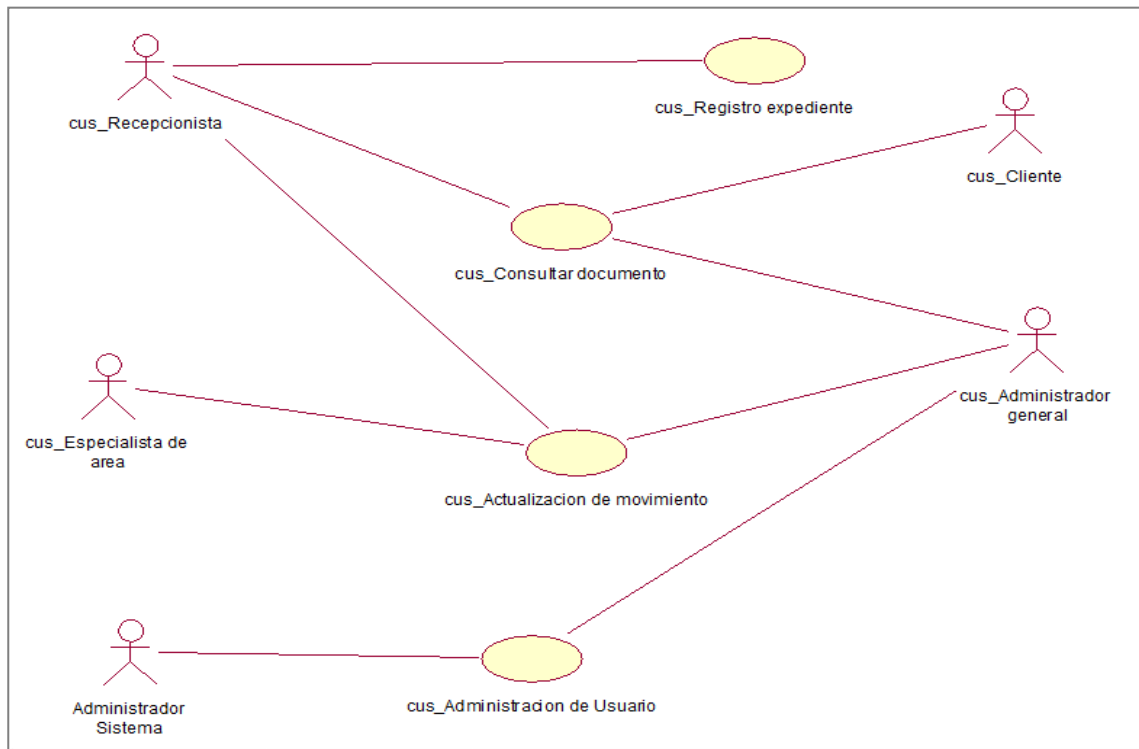 cus_Recepcionista
cus_Registro expediente
cus_Cliente
cus_Consultar documento
cus_Administrador
general
cus_Especialista de
area
cus_Actualizacion de movimiento
Administrador
Sistema
cus_Administracion de Usuario